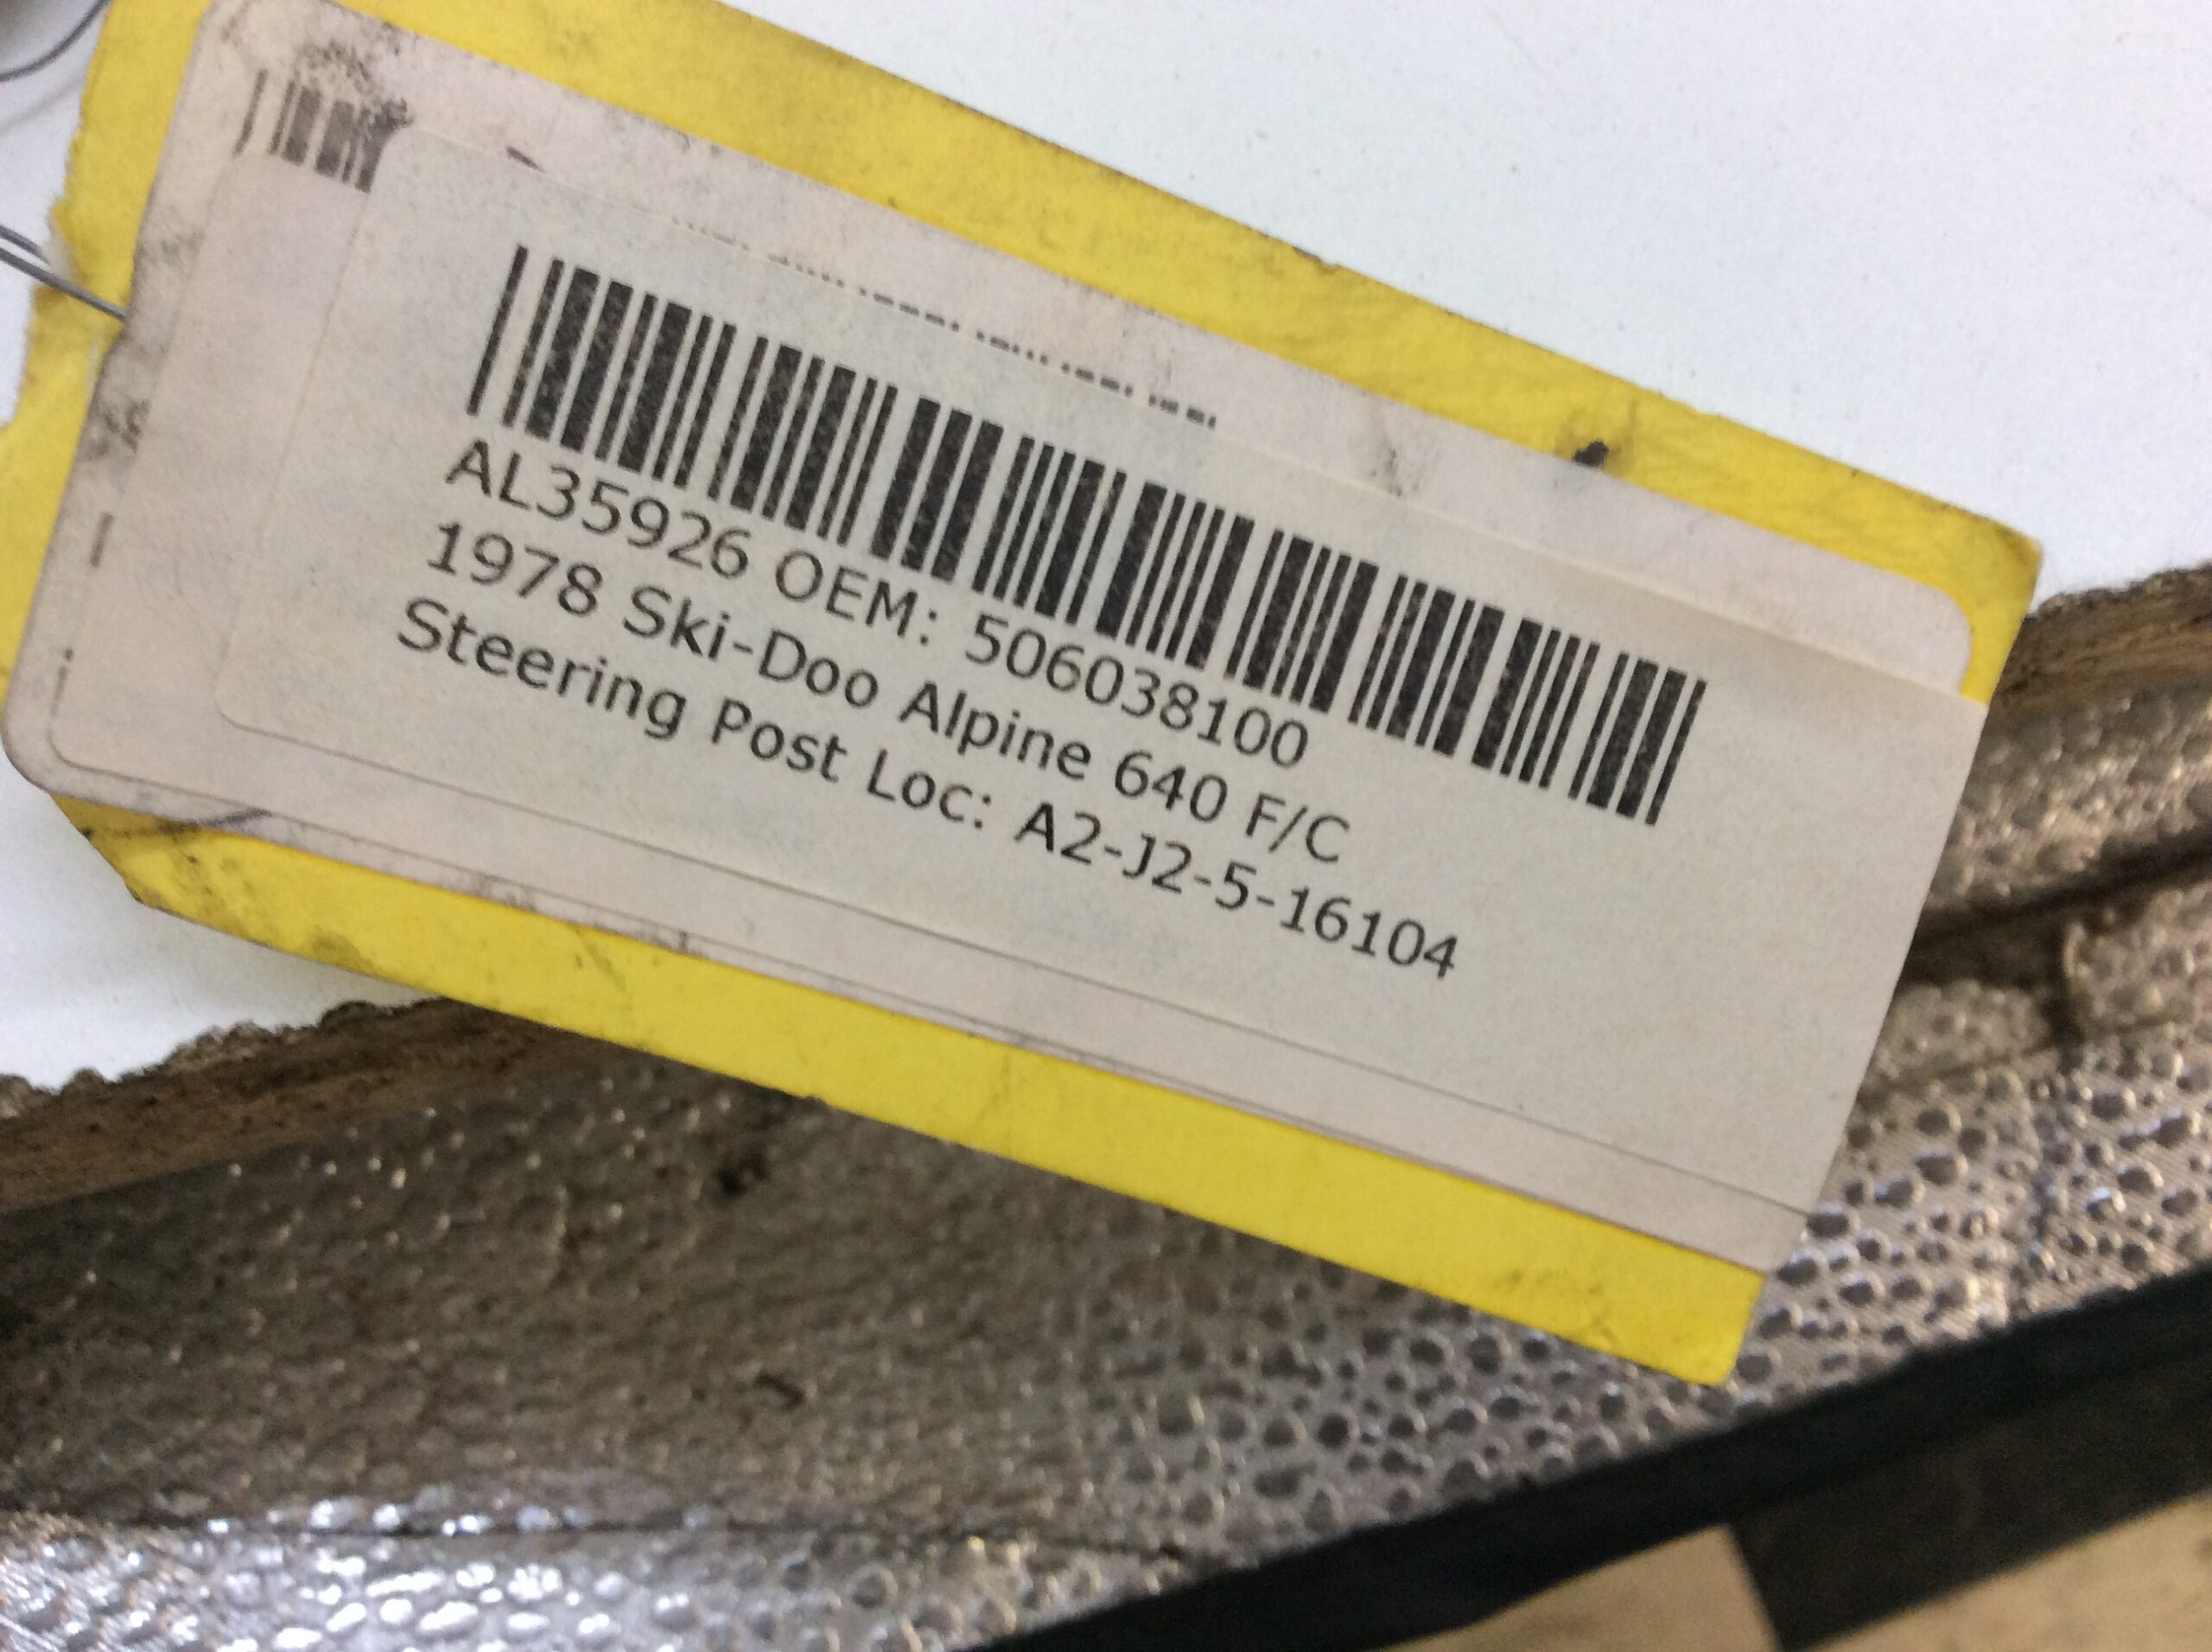 AL35926 OEM: 506038100
1978 Ski-Doo Alpine 640 F/C
Steering Post Loc: A2-J2-5-16104